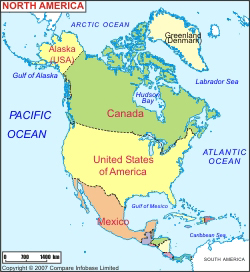 NORTH AMERICA
ARCTIC OCEAN
Greenland
Denmark
Alaska
(USA)
Gulf of Alaska
Labrador Sea
Hudson
Bay
Canada
PACIFIC
OCEAN
ATLANTIC
OCEAN
United States
of America
Gulf of Mexico
Mexico
Caribbean Sea
0 700 1400 km
SOUTH AMERICA
Copyright © 2007 Compare Infobase Limited